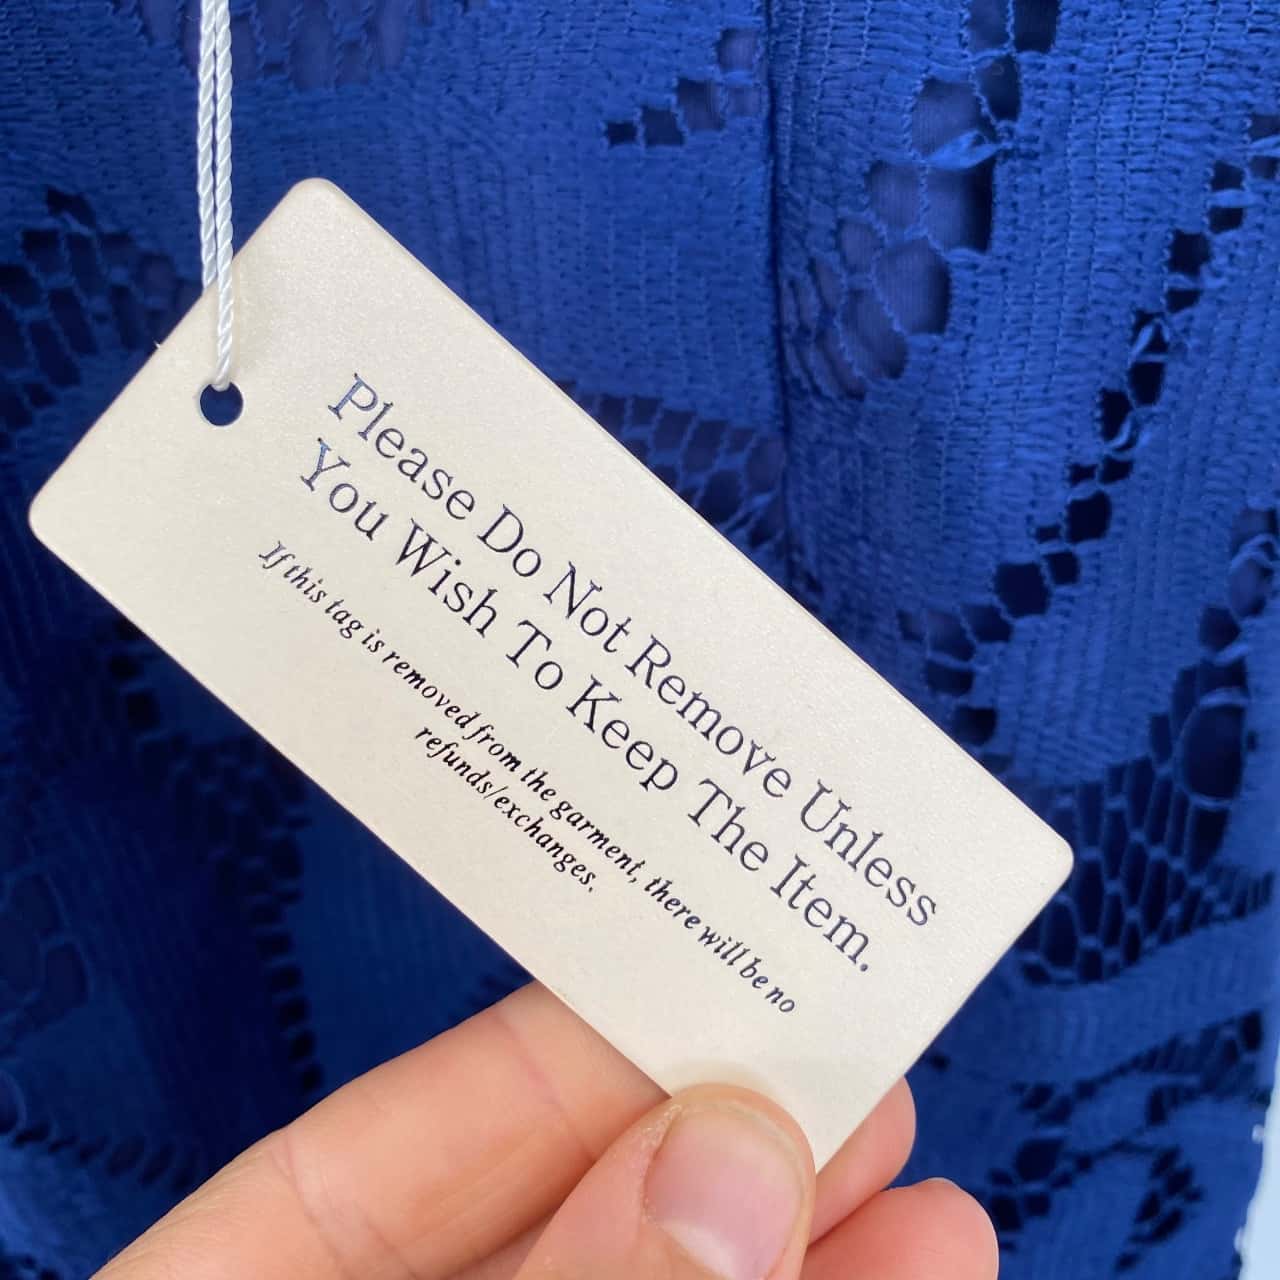 Please Do Not Remove Unless
You Wish To Keep The Item.
If this tag is removed from the garment, there will be no
refunds/exchanges.